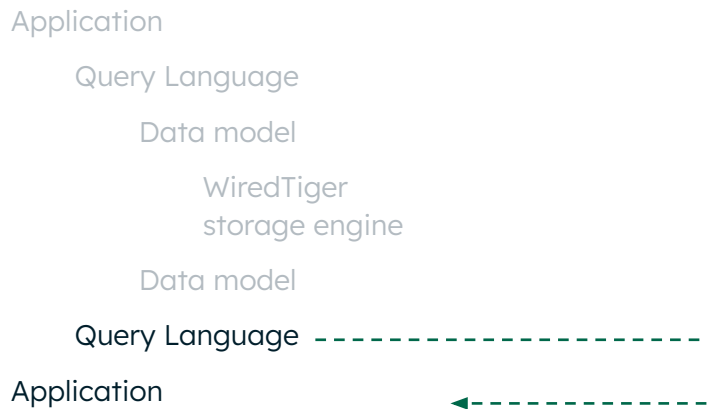 Application
Query Language
Data model
WiredTiger
storage engine
Data model
Query Language
Application